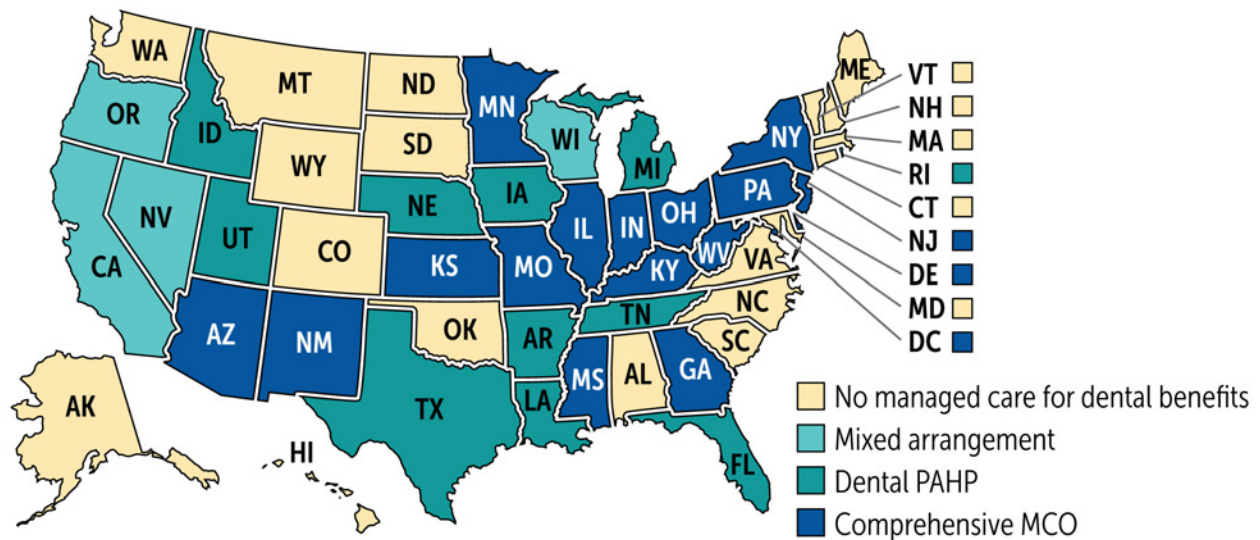 WA
MT
ND
MN
ME
VT
NH
OR
ID
SD
WI
NY
MA
WY
MI
RI
IA
PA
CT
NE
NV
UT
IL
IN
OH
NJ
CO
WV
DE
CA
KS
MO
KY
VA
MD
NC
DC
TN
OK
AR
SC
AZ
NM
MS
AL
GA
AK
TX
LA
HI
FL
No managed care for dental benefits
Mixed arrangement
Dental PAHP
Comprehensive MCO